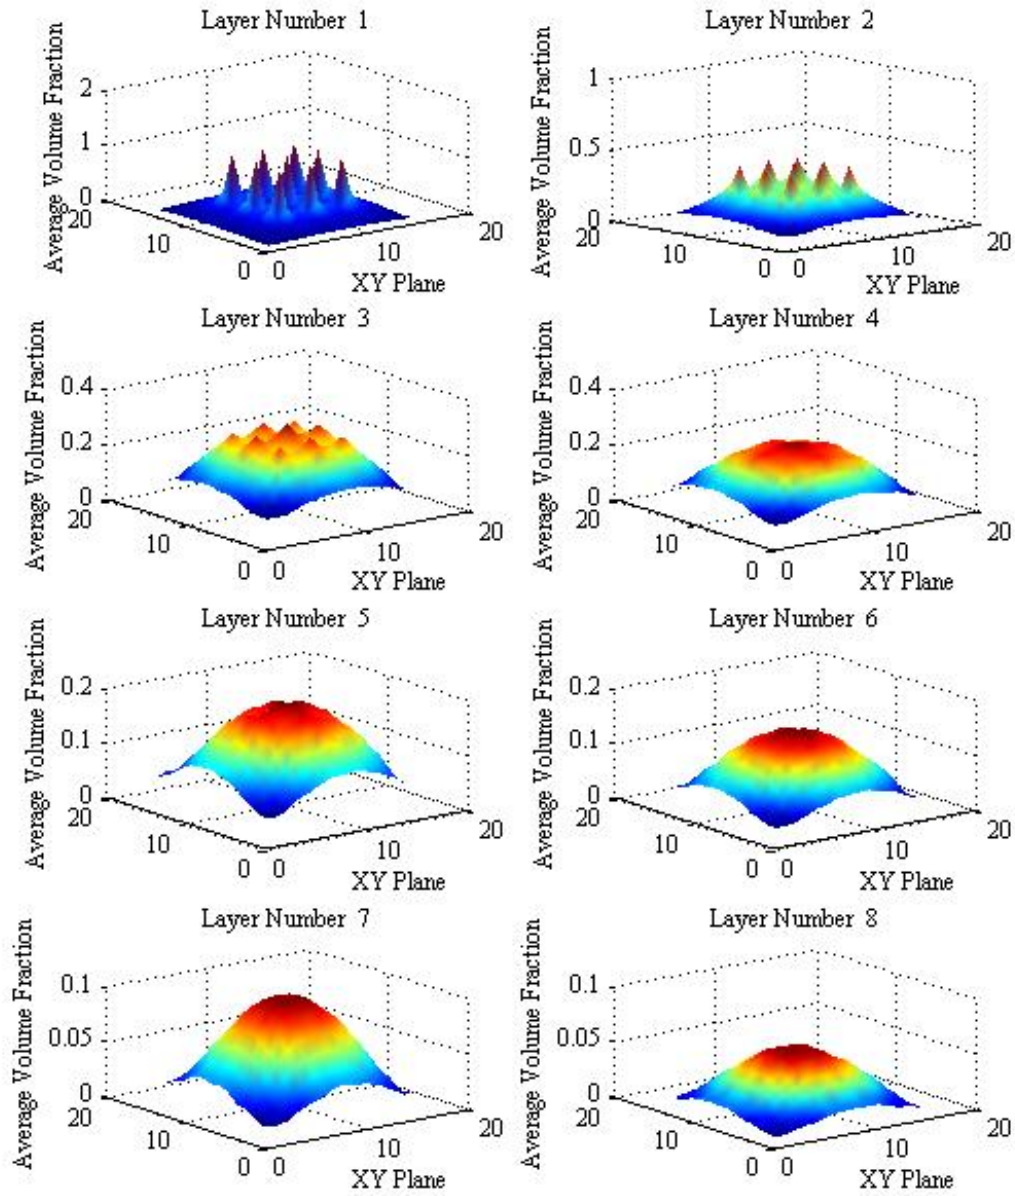 Layer Number 1
Average Volume Fraction
2
1
0
20
10
0 0
10
20
XY Plane
Layer Number 2
Average Volume Fraction
1
0.5
0
20
10
0 0
10
20
XY Plane
Layer Number 3
Average Volume Fraction
0.4
0.2
0
20
10
0 0
10
20
XY Plane
Layer Number 4
Average Volume Fraction
0.4
0.2
0
20
10
0 0
10
20
XY Plane
Layer Number 5
Average Volume Fraction
0.2
0.1
0
20
10
0 0
10
20
XY Plane
Layer Number 6
Average Volume Fraction
0.2
0.1
0
20
10
0 0
10
20
XY Plane
Layer Number 7
Average Volume Fraction
0.1
0.05
0
20
10
0 0
10
20
XY Plane
Layer Number 8
Average Volume Fraction
0.1
0.05
0
20
10
0 0
10
20
XY Plane